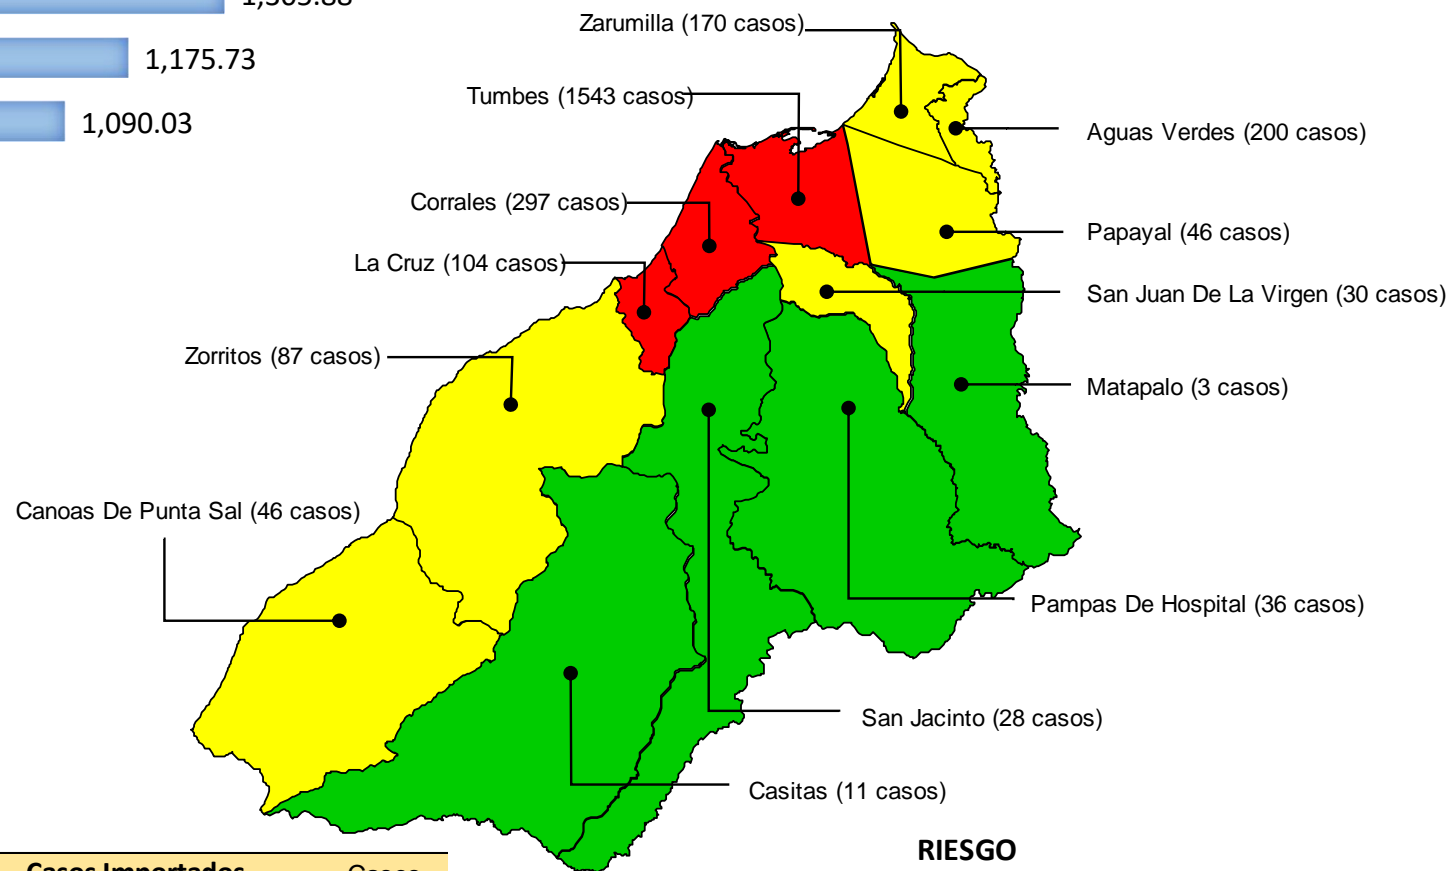 1,175.73
1,090.03
Zarumilla (170 casos)
Tumbes (1543 casos)
Aguas Verdes (200 casos)
Corrales (297 casos)
Papayal (46 casos)
La Cruz (104 casos)
San Juan De La Virgen (30 casos)
Zorritos (87 casos)
Matapalo (3 casos)
Canoas De Punta Sal (46 casos)
Pampas De Hospital (36 casos)
San Jacinto (28 casos)
Casitas (11 casos)
RIESGO
Casos Importados Casos